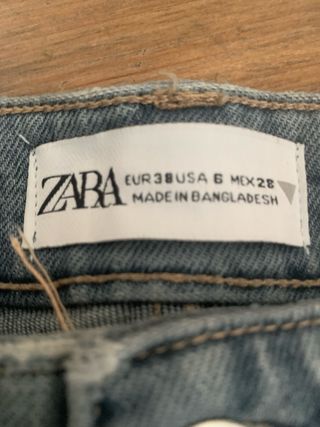 ZARA
EUR 38 USA 6 MEX 28
MADE IN BANGLADESH